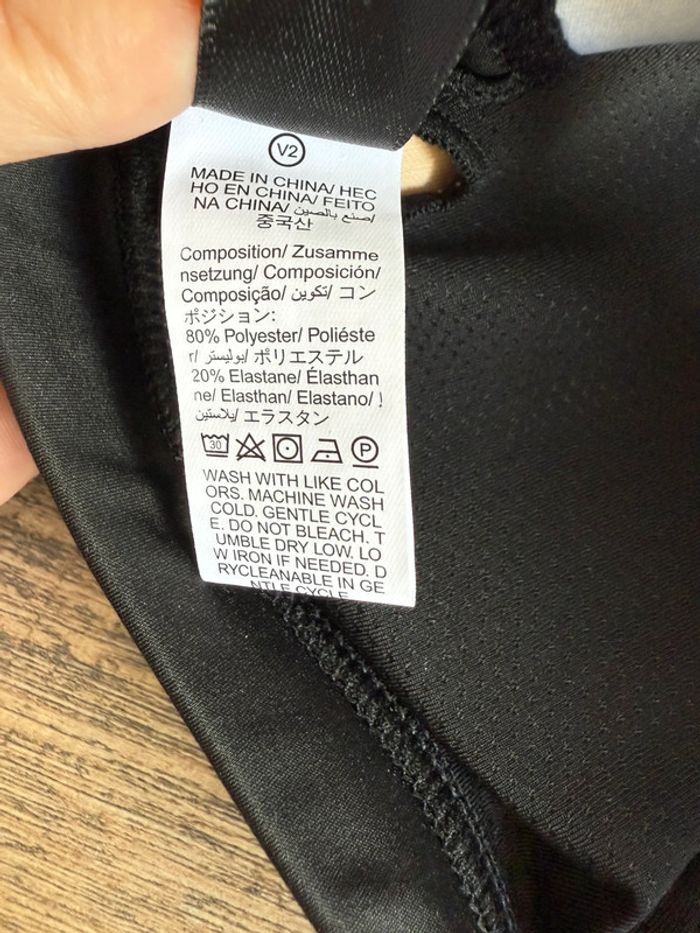 V2
MADE IN CHINA/ HEC
HO EN CHINA/ FEITO
NA CHINA/ صنع بالصين/
중국산
Composition/ Zusamme
nsetzung/ Composición/
Composição/ تكوين/ コン
ポジション:
80% Polyester/ Poliéste
r/ بوليستر/ ポリエステル
20% Elastane/ Élasthan
ne/ Elasthan/ Elastano/ إ
يلاستين/ エラスタン
30 P
WASH WITH LIKE COL
ORS. MACHINE WASH
COLD. GENTLE CYCL
E. DO NOT BLEACH. T
UMBLE DRY LOW. LO
W IRON IF NEEDED. D
RYCLEANABLE IN GE
NTLE CYCLE